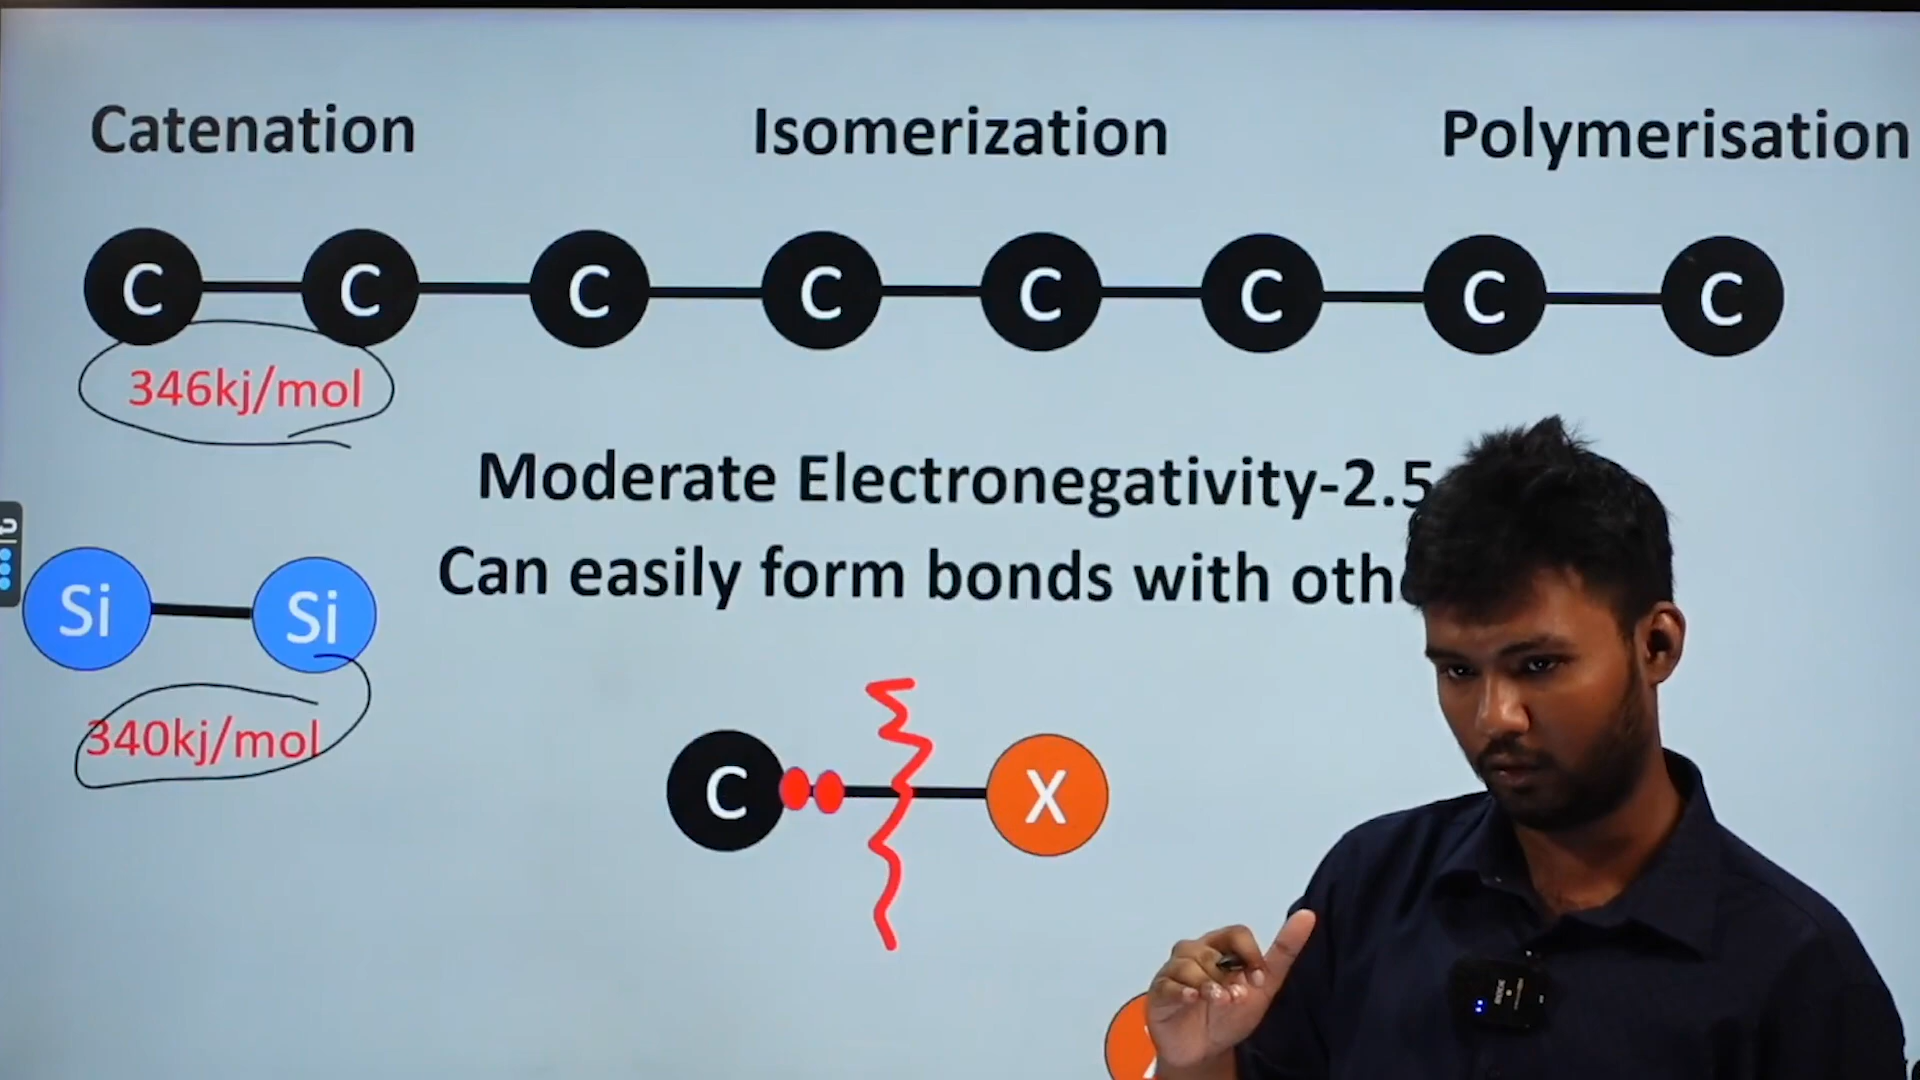 Catenation Isomerization Polymerisation
C C C C C C C C
346kj/mol
Moderate Electronegativity-2.5
Can easily form bonds with oth
Si Si
340kj/mol
C X